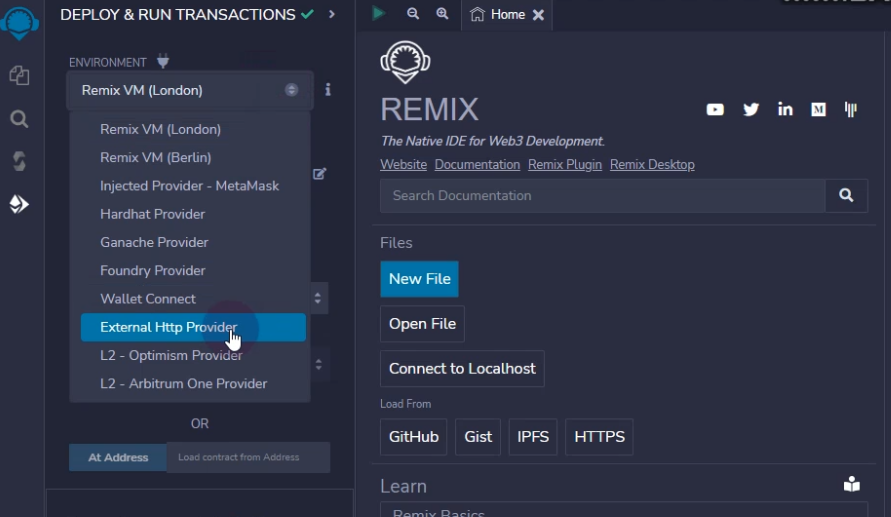 DEPLOY & RUN TRANSACTIONS
ENVIRONMENT
Remix VM (London)
Remix VM (London)
Remix VM (Berlin)
Injected Provider - MetaMask
Hardhat Provider
Ganache Provider
Foundry Provider
Wallet Connect
External Http Provider
L2 - Optimism Provider
L2 - Arbitrum One Provider
OR
At Address Load contract from Address
Home
REMIX
The Native IDE for Web3 Development.
Website Documentation Remix Plugin Remix Desktop
Search Documentation
Files
New File
Open File
Connect to Localhost
Load From
GitHub Gist IPFS HTTPS
Learn
Remix Basics